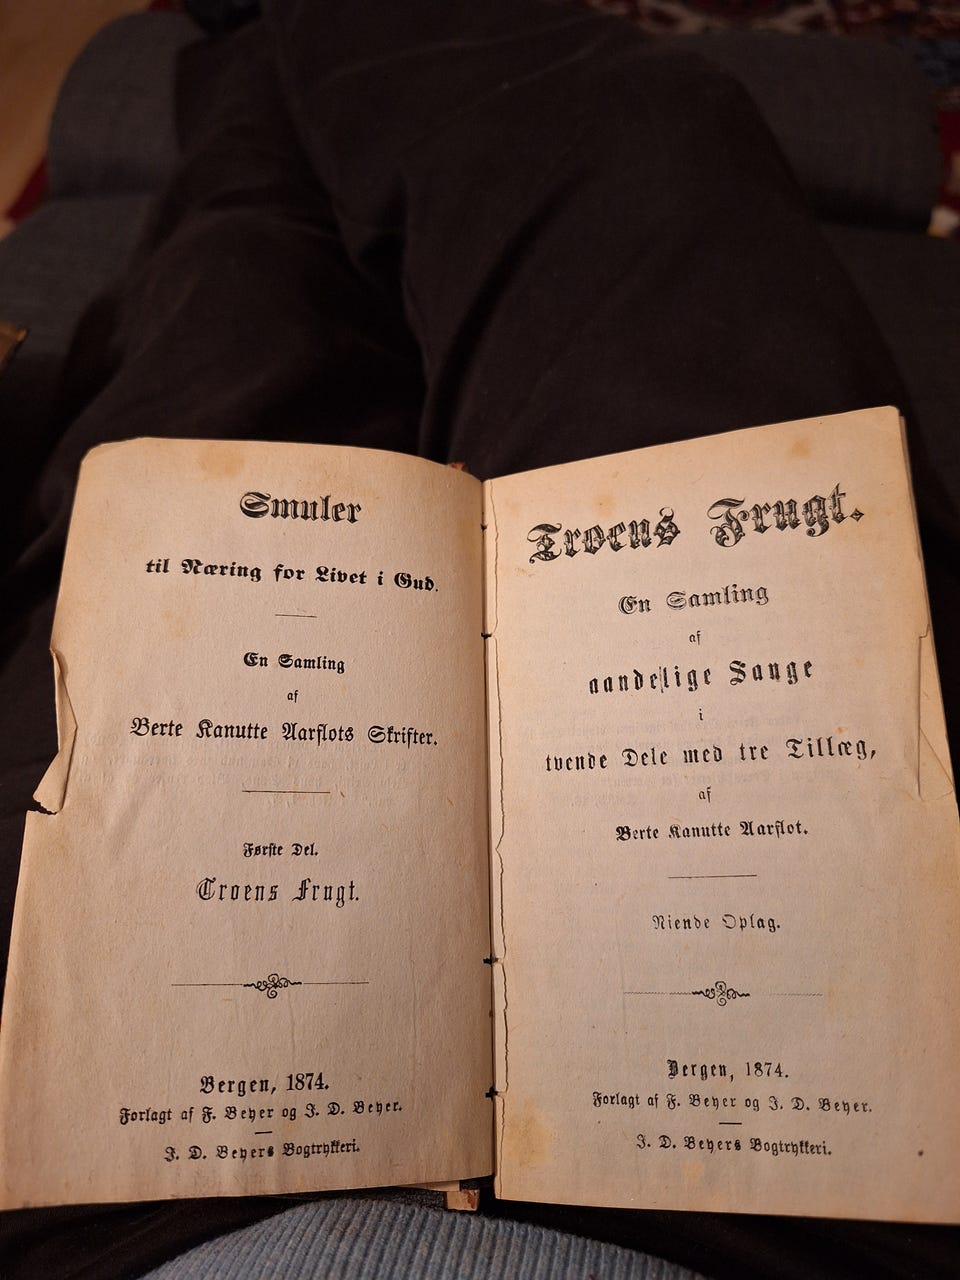 Smuler
til Næring for Livet i Gud.
En Samling
af
Berte Kanutte Aarflots Skrifter.
Første Del.
Troens Frugt.
Bergen, 1874.
Forlagt af F. Beyer og J. D. Beyer.
J. D. Beyers Bogtrykkeri.
Troens Frugt.
En Samling
af
aandelige Sange
i
tvende Dele med tre Tillæg,
af
Berte Kanutte Aarflot.
Niende Oplag.
Bergen, 1874.
Forlagt af F. Beyer og J. D. Beyer.
J. D. Beyers Bogtrykkeri.